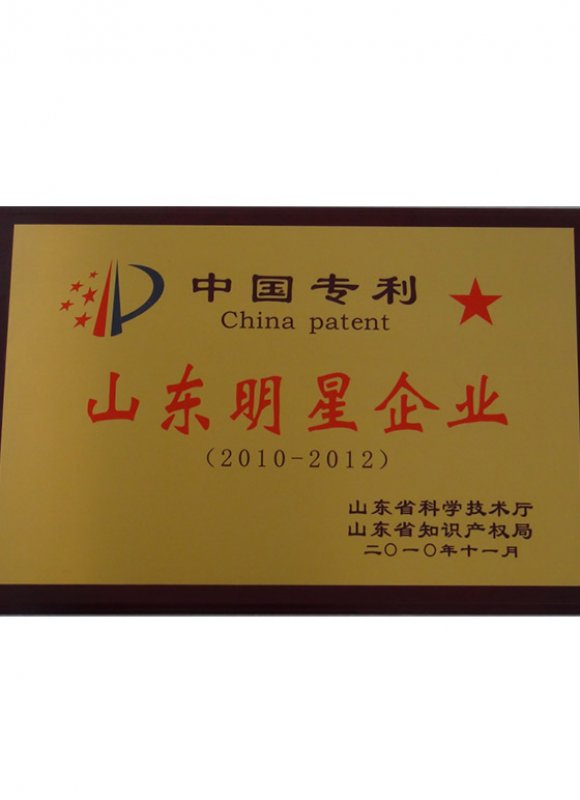 中国专利
China patent
山东明星企业
(2010-2012)
山东省科学技术厅
山东省知识产权局
二〇一〇年十一月